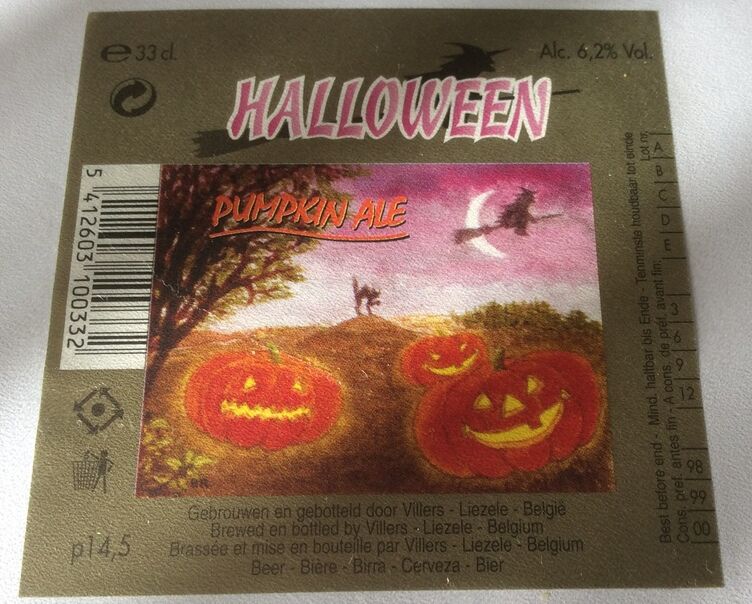 e 33 cl.
Alc. 6,2% Vol.
HALLOWEEN
PUMPKIN ALE
5 412603 100332
BR
p14,5
Gebrouwen en gebotteld door Villers - Liezele - België
Brewed en bottled by Villers - Liezele - Belgium
Brassée et mise en bouteille par Villers - Liezele - Belgium
Beer - Bière - Birra - Cerveza - Bier
Best before end - Mind. haltbar bis Ende - Tenminste houdbaar tot einde
Cons. pref. antes fin - A cons. de préf. avant fin:
Lot nr.
A
B
C
D
E
3
6
9
12
98
99
00